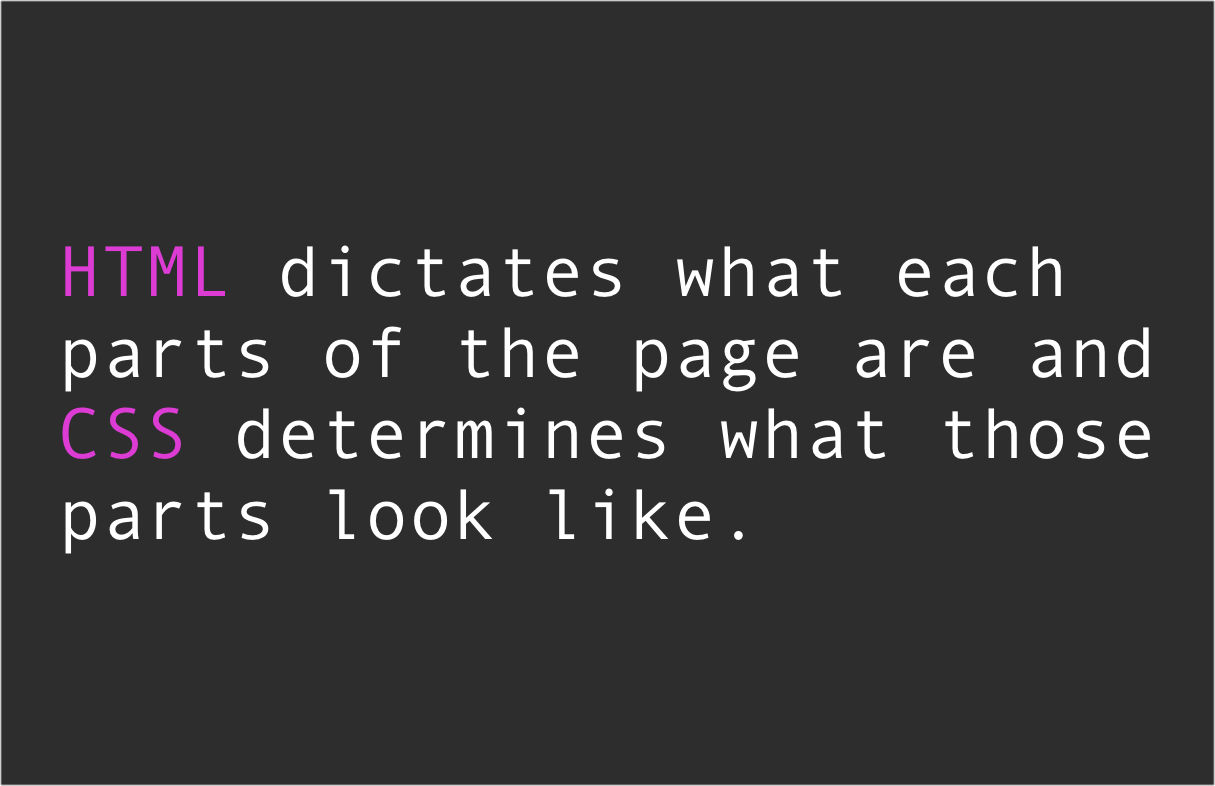 HTML dictates what each
parts of the page are and
CSS determines what those
parts look like.